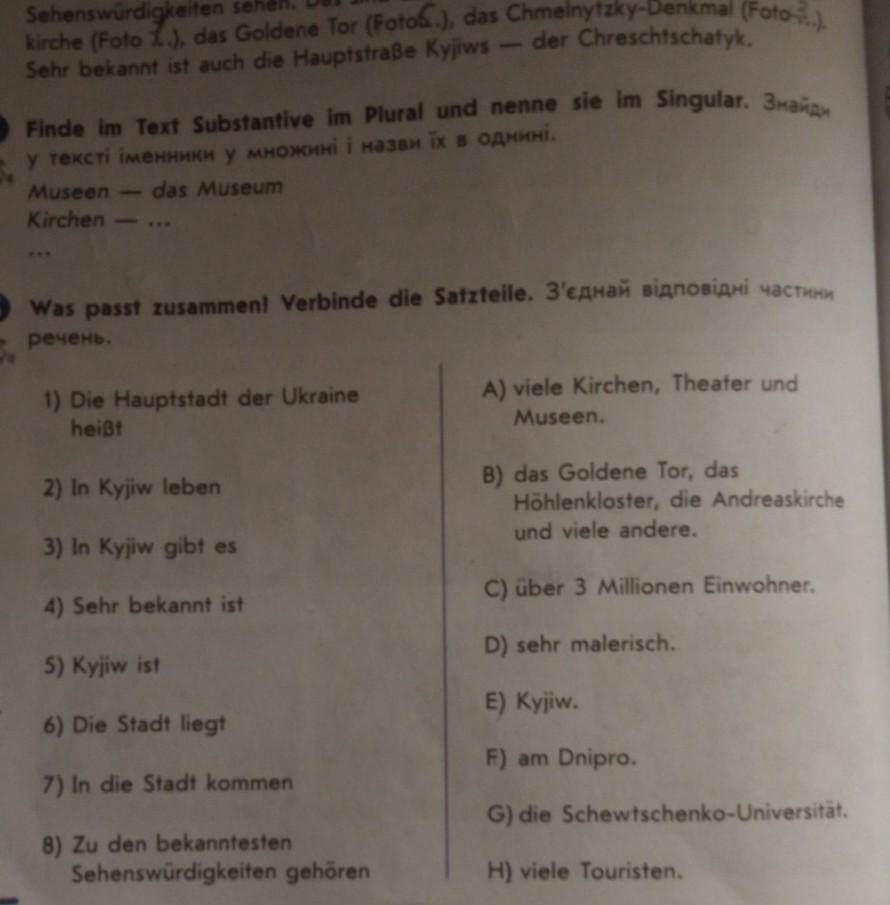 Sehenswürdigkeiten sehen.
kirche (Foto 1..), das Goldene Tor (Foto6..), das Chmelnytzky-Denkmal (Foto
Sehr bekannt ist auch die Hauptstraße Kyjiws — der Chreschtschatyk.
Finde im Text Substantive im Plural und nenne sie im Singular. Знайди
у тексті іменники у множині і назви їх в однині.
Museen — das Museum
Kirchen — ...
...
Was passt zusammen? Verbinde die Satzteile. З'єднай відповідні частини
речень.
1) Die Hauptstadt der Ukraine
heißt
2) In Kyjiw leben
3) In Kyjiw gibt es
4) Sehr bekannt ist
5) Kyjiw ist
6) Die Stadt liegt
7) In die Stadt kommen
8) Zu den bekanntesten
Sehenswürdigkeiten gehören
A) viele Kirchen, Theater und
Museen.
B) das Goldene Tor, das
Höhlenkloster, die Andreaskirche
und viele andere.
C) über 3 Millionen Einwohner.
D) sehr malerisch.
E) Kyjiw.
F) am Dnipro.
G) die Schewtschenko-Universität.
H) viele Touristen.